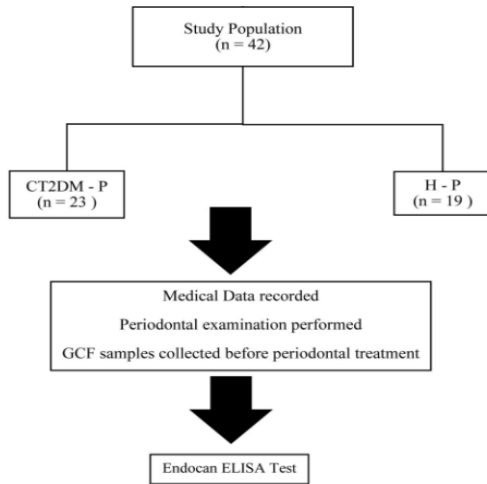 Study Population
(n = 42)
CT2DM - P
(n = 23 )
H - P
(n = 19 )
Medical Data recorded
Periodontal examination performed
GCF samples collected before periodontal treatment
Endocan ELISA Test